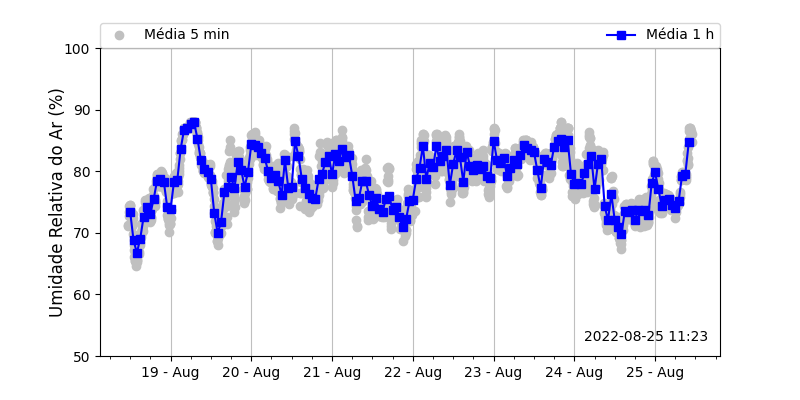 Média 5 min Média 1 h
Umidade Relativa do Ar (%)
100
90
80
70
60
50
2022-08-25 11:23
19 - Aug 20 - Aug 21 - Aug 22 - Aug 23 - Aug 24 - Aug 25 - Aug